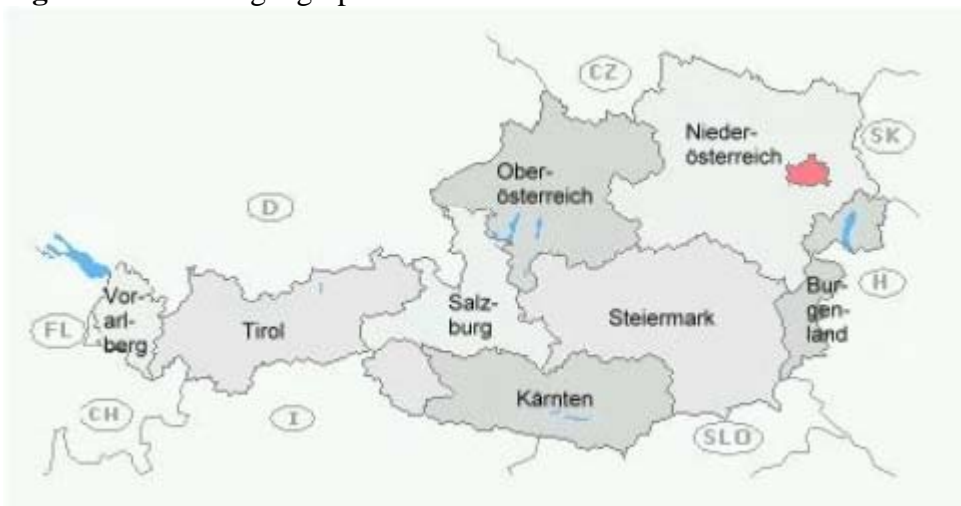 CZ
Nieder-
österreich
SK
Ober-
österreich
D
Vor-
arl-
berg
FL
Tirol
Salz-
burg
Steiermark
Bur-
gen-
land
H
Kärnten
CH
I
SLO